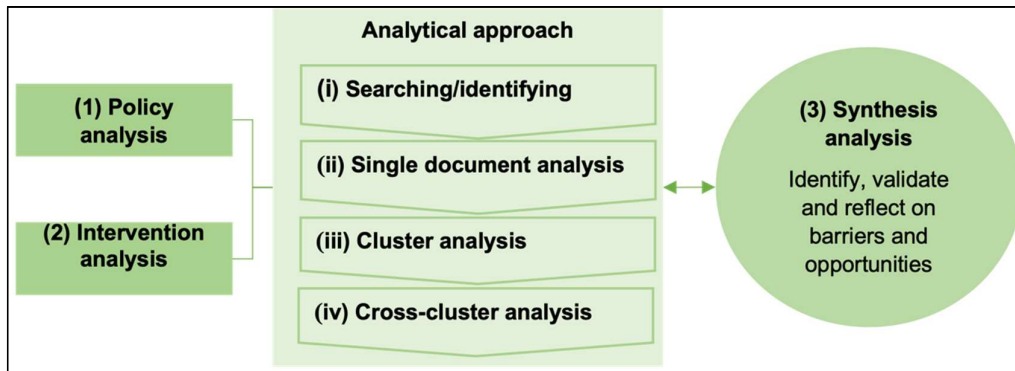 (1) Policy
analysis
(2) Intervention
analysis
Analytical approach
(i) Searching/identifying
(ii) Single document analysis
(iii) Cluster analysis
(iv) Cross-cluster analysis
(3) Synthesis
analysis
Identify, validate
and reflect on
barriers and
opportunities